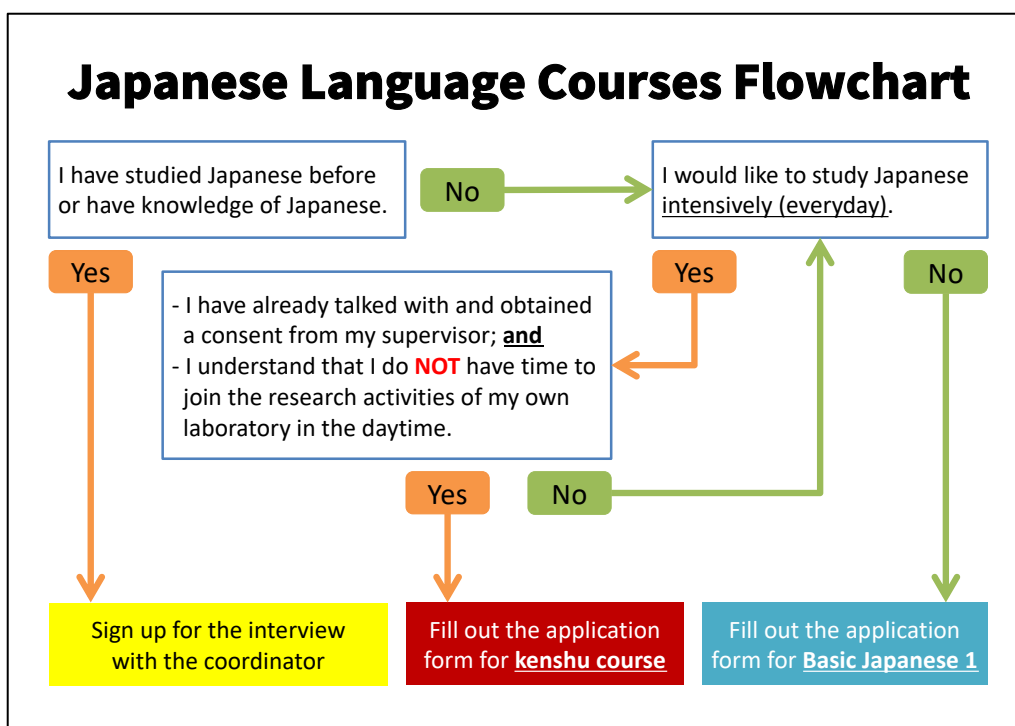 Japanese Language Courses Flowchart
I have studied Japanese before
or have knowledge of Japanese.
No
I would like to study Japanese
intensively (everyday).
Yes
Yes
No
- I have already talked with and obtained
a consent from my supervisor; and
- I understand that I do NOT have time to
join the research activities of my own
laboratory in the daytime.
Yes
No
Sign up for the interview
with the coordinator
Fill out the application
form for kenshu course
Fill out the application
form for Basic Japanese 1